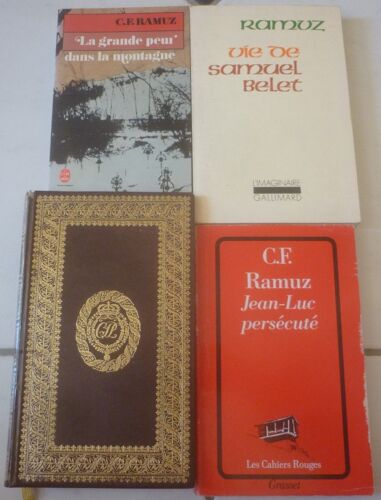 C.F. RAMUZ
La grande peur
dans la montagne
RAMUZ
vie de
samuel
Belet
L'IMAGINAIRE
GALLIMARD
C.F.
Ramuz
Jean-Luc
persécuté
Les Cahiers Rouges
Grasset